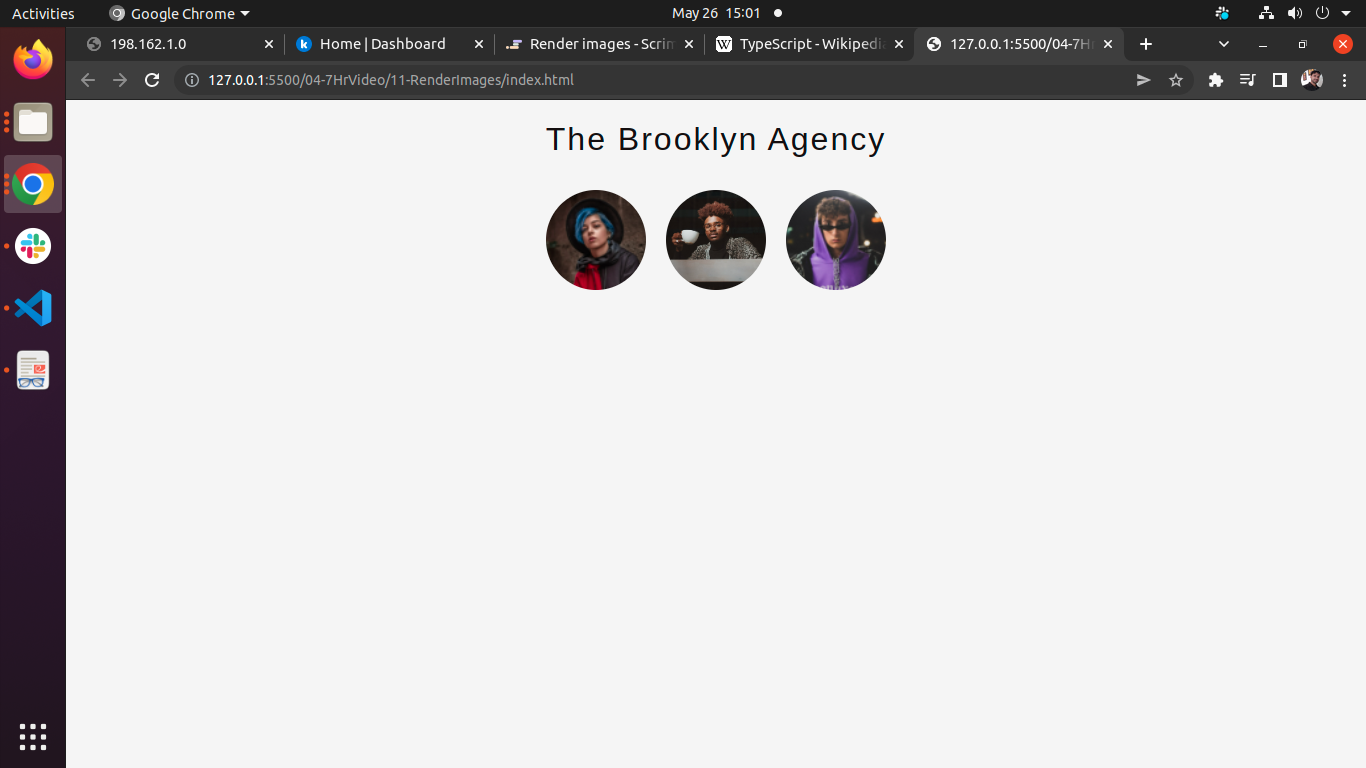 Activities
Google Chrome
May 26 15:01
198.162.1.0
Home | Dashboard
Render images - Scrim
TypeScript - Wikipedia
127.0.0.1:5500/04-7Hr
127.0.0.1:5500/04-7HrVideo/11-RenderImages/index.html
The Brooklyn Agency